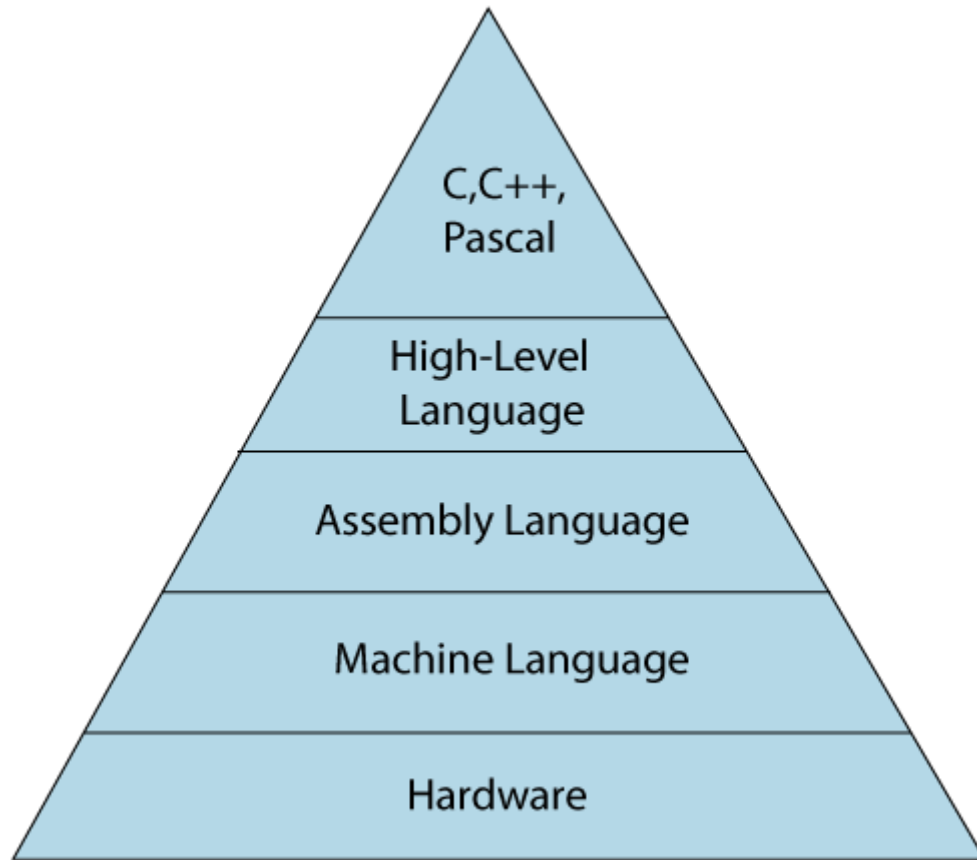 C,C++,
Pascal
High-Level
Language
Assembly Language
Machine Language
Hardware